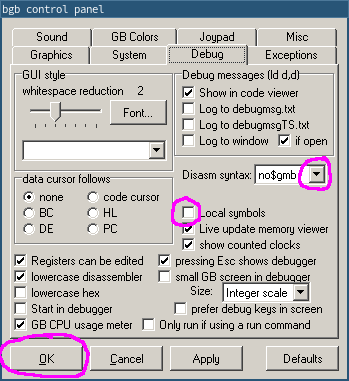 bgb control panel
Sound GB Colors Joypad Misc
Graphics System Debug Exceptions
GUI style
whitespace reduction 2
Font...
Debug messages (ld d,d)
Show in code viewer
Log to debugmsg.txt
Log to debugmsgTS.txt
Log to window if open
Disasm syntax: no$gmb
data cursor follows
none code cursor
BC HL
DE PC
Local symbols
Live update memory viewer
show counted clocks
Registers can be edited pressing Esc shows debugger
lowercase disassembler small GB screen in debugger
lowercase hex Size: Integer scale
Start in debugger prefer debug keys in screen
GB CPU usage meter Only run if using a run command
OK Cancel Apply Defaults